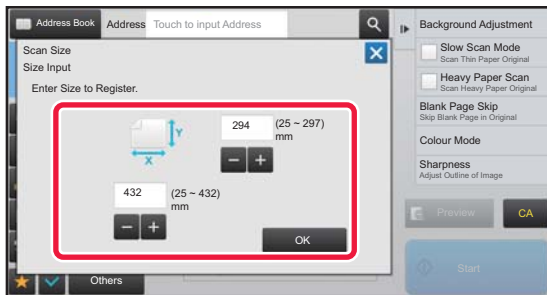 Address Book
Address
Touch to input Address
Scan Size
Size Input
Enter Size to Register.
Y
X
294
(25 ~ 297)
mm
432
(25 ~ 432)
mm
OK
Others
Background Adjustment
Slow Scan Mode
Scan Thin Paper Original
Heavy Paper Scan
Scan Heavy Paper Original
Blank Page Skip
Skip Blank Page in Original
Colour Mode
Sharpness
Adjust Outline of Image
Preview
CA
Start